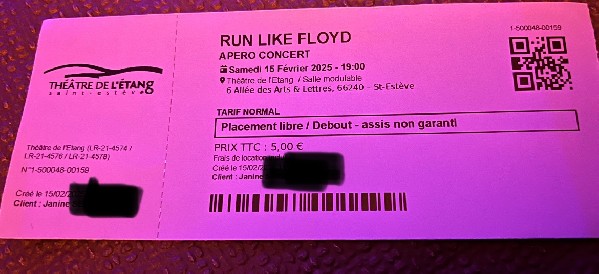 THÉÂTRE DE L'ÉTANG
saint-estève
Théâtre de l'Etang (LR-21-4574 /
LR-21-4576 / LR-21-4578)
N°1-500048-00159
Créé le 15/02/
Client : Janine
RUN LIKE FLOYD
APERO CONCERT
Samedi 15 Février 2025 - 19:00
Théâtre de l'Etang / Salle modulable
6 Allée des Arts & Lettres, 66240 - St-Estève
TARIF NORMAL
Placement libre / Debout - assis non garanti
PRIX TTC : 5,00 €
Frais de location
Créé le 15/02/
Client : Janine
1-500048-00159